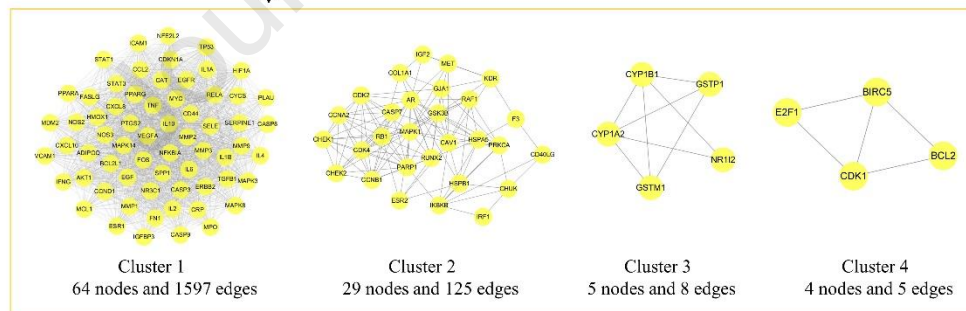 NFE2L2
ICAM1
TP53
STAT1
CDKN1A
CCL2
IL1A
HIF1A
CAT
EGFR
STAT3
PPARA
FASLG
PPARG
MYC
RELA
CYCS
PLAU
CXCL8
TNF
CD44
HMOX1
MDM2
NOS2
PTGS2
IL10
SELE
SERPINE1
CASP8
NOS3
VEGFA
MMP2
CXCL10
MAPK14
NFKBIA
MMP9
VCAM1
ADIPOQ
FOS
MMP3
IL1B
IL4
BCL2L1
SPP1
IL6
IFNG
AKT1
EGF
TGFB1
NR3C1
CASP3
ERBB2
CCND1
MCL1
MMP1
IL2
CRP
MAPK8
FN1
ESR1
MPO
IGFBP3
CASP9
IGF2
MET
COL1A1
KDR
GJA1
CDK2
AR
RAF1
CCNA2
CASP7
GSK3B
F3
MAPK1
CHEK1
RB1
CAV1
HSPA5
PRKCA
CDK4
RUNX2
CD40LG
PARP1
CHEK2
CCNB1
HSPB1
CHUK
ESR2
IKBKB
IRF1
CYP1B1
GSTP1
CYP1A2
NR1I2
GSTM1
BIRC5
E2F1
BCL2
CDK1
Cluster 1
64 nodes and 1597 edges
Cluster 2
29 nodes and 125 edges
Cluster 3
5 nodes and 8 edges
Cluster 4
4 nodes and 5 edges